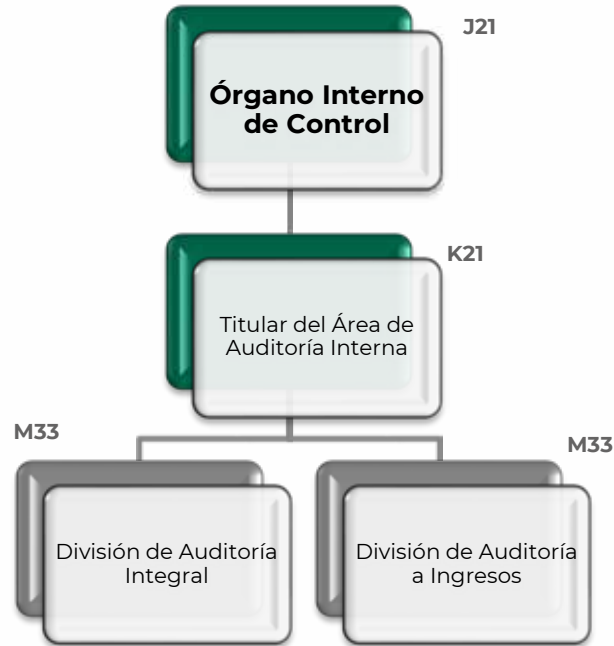 J21
Órgano Interno
de Control
K21
Titular del Área de
Auditoría Interna
M33
M33
División de Auditoría
Integral
División de Auditoría
a Ingresos